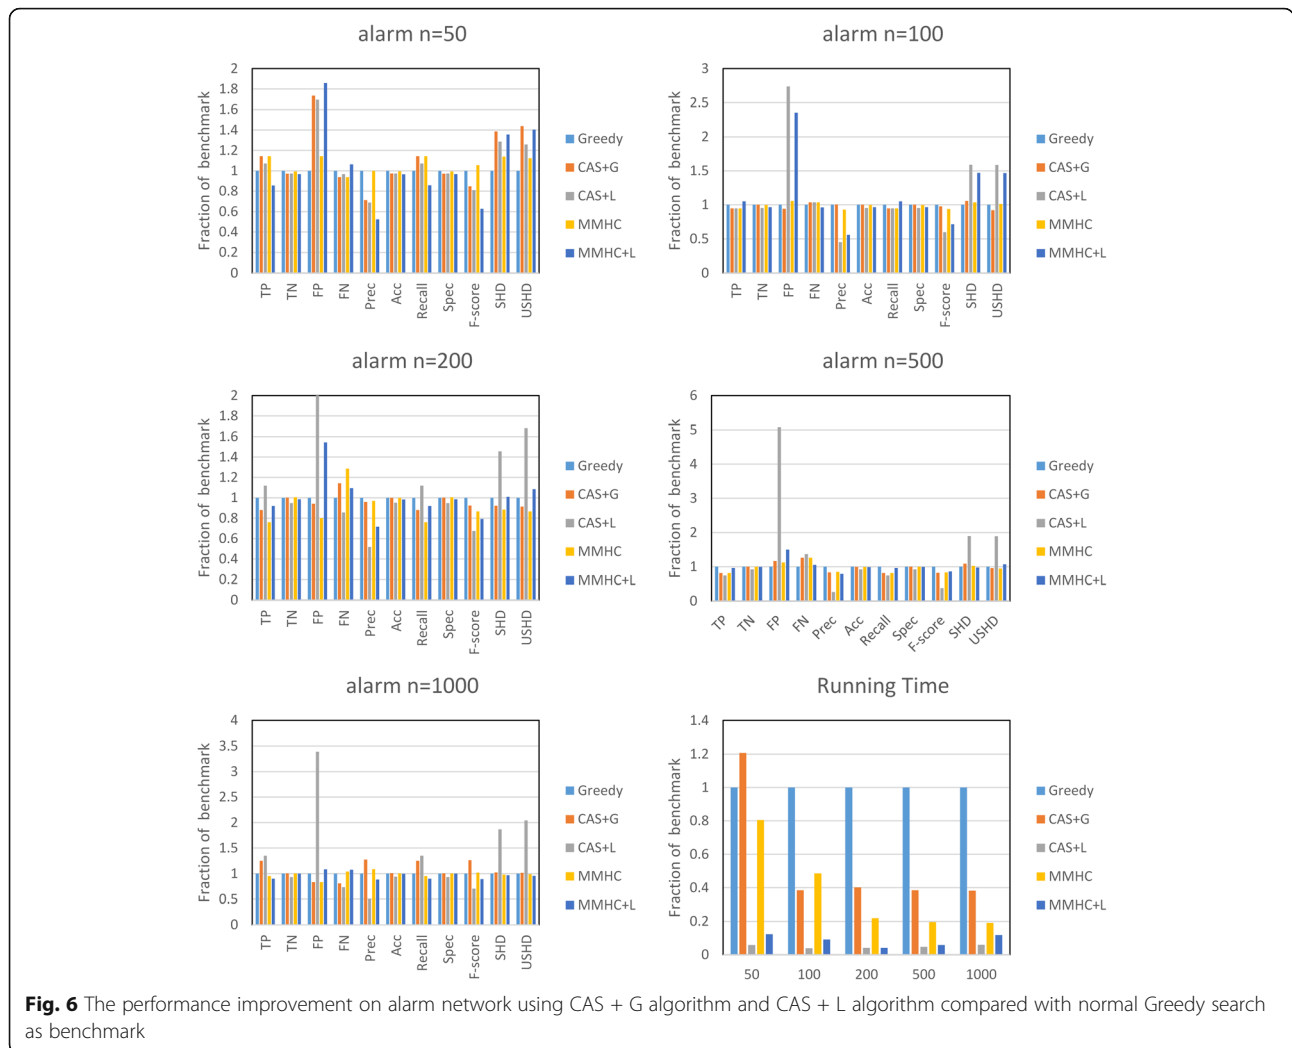 alarm n=50
Fraction of benchmark
2
1.8
1.6
1.4
1.2
1
0.8
0.6
0.4
0.2
0
TP
TN
FP
FN
Prec
Acc
Recall
Spec
F-score
SHD
USHD
Greedy
CAS+G
CAS+L
MMHC
MMHC+L
alarm n=100
Fraction of benchmark
3
2.5
2
1.5
1
0.5
0
TP
TN
FP
FN
Prec
Acc
Recall
Spec
F-score
SHD
USHD
Greedy
CAS+G
CAS+L
MMHC
MMHC+L
alarm n=200
Fraction of benchmark
2
1.8
1.6
1.4
1.2
1
0.8
0.6
0.4
0.2
0
TP
TN
FP
FN
Prec
Acc
Recall
Spec
F-score
SHD
USHD
Greedy
CAS+G
CAS+L
MMHC
MMHC+L
alarm n=500
Fraction of benchmark
6
5
4
3
2
1
0
TP
TN
FP
FN
Prec
Acc
Recall
Spec
F-score
SHD
USHD
Greedy
CAS+G
CAS+L
MMHC
MMHC+L
alarm n=1000
Fraction of benchmark
4
3.5
3
2.5
2
1.5
1
0.5
0
TP
TN
FP
FN
Prec
Acc
Recall
Spec
F-score
SHD
USHD
Greedy
CAS+G
CAS+L
MMHC
MMHC+L
Running Time
Fraction of benchmark
1.4
1.2
1
0.8
0.6
0.4
0.2
0
50
100
200
500
1000
Greedy
CAS+G
CAS+L
MMHC
MMHC+L
Fig. 6 The performance improvement on alarm network using CAS + G algorithm and CAS + L algorithm compared with normal Greedy search
as benchmark